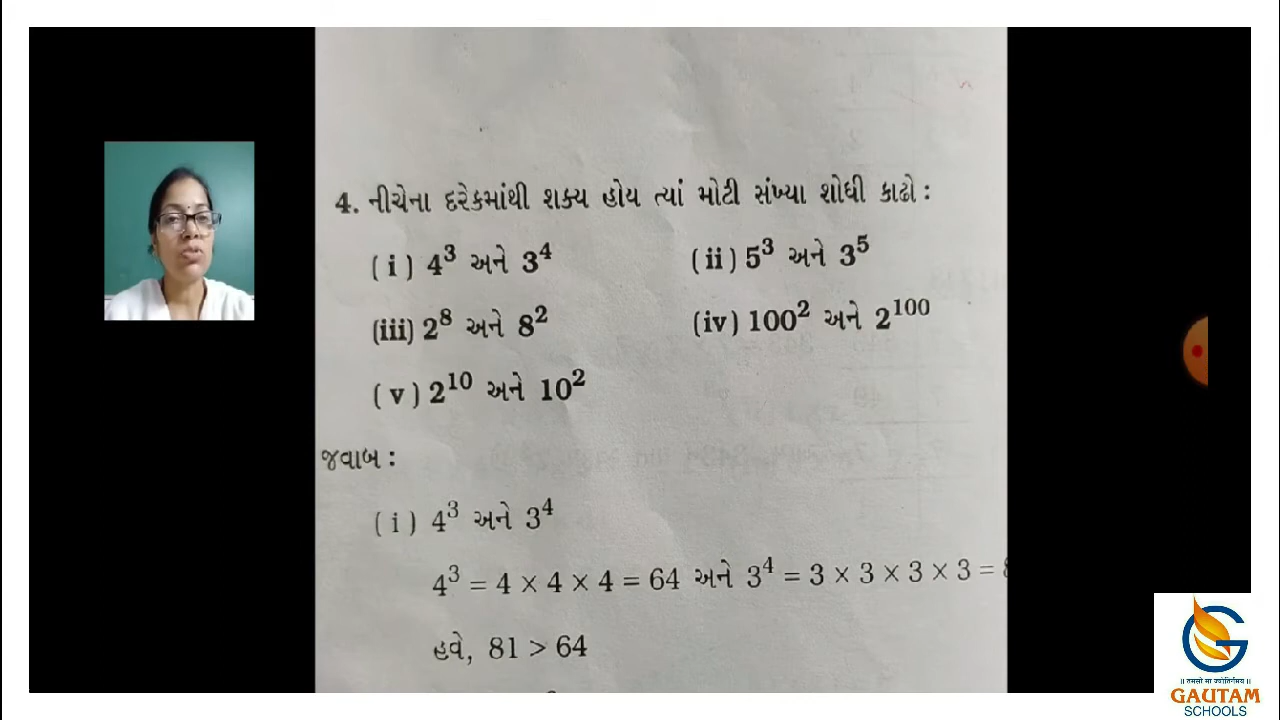 4. નીચેના દરેકમાંથી શક્ય હોય ત્યાં મોટી સંખ્યા શોધી કાઢો :
( i ) 4³ અને 3⁴ ( ii ) 5³ અને 3⁵
(iii) 2⁸ અને 8² (iv) 100² અને 2¹⁰⁰
( v ) 2¹⁰ અને 10²
જવાબ :
( i ) 4³ અને 3⁴
4³ = 4 × 4 × 4 = 64 અને 3⁴ = 3 × 3 × 3 × 3 =
હવે, 81 > 64
॥ तमसो मा ज्योतिर्गमय ॥
GAUTAM
SCHOOLS